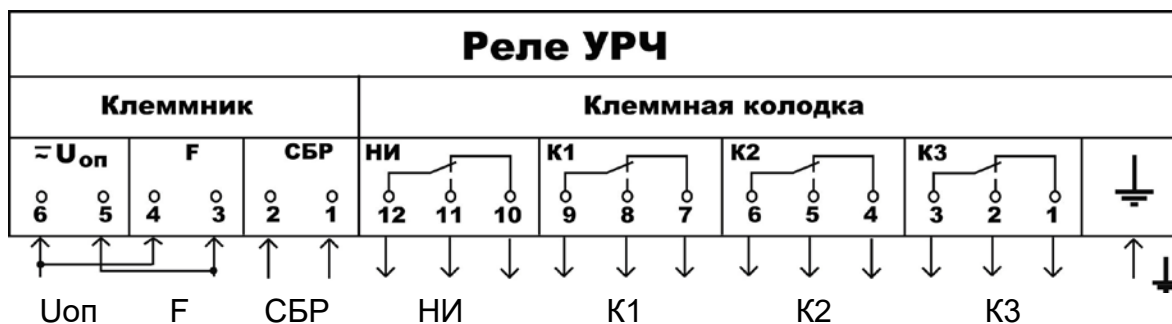 Реле УРЧ
Клеммник Клеммная колодка
≂ Uоп F СБР НИ К1 К2 К3
6 5 4 3 2 1 12 11 10 9 8 7 6 5 4 3 2 1
Uоп F СБР НИ К1 К2 К3